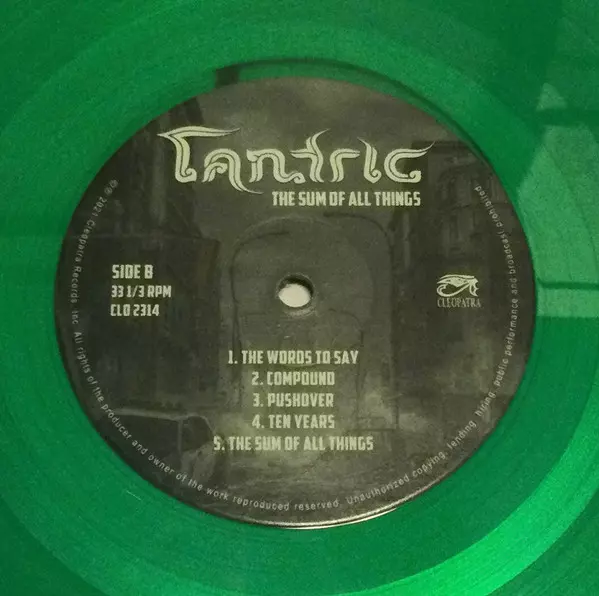 Tantric
THE SUM OF ALL THINGS
SIDE B
33 1/3 RPM
CLO 2314
CLEOPATRA
1. THE WORDS TO SAY
2. COMPOUND
3. PUSHOVER
4. TEN YEARS
5. THE SUM OF ALL THINGS
℗© 2021 Cleopatra Records, Inc. All rights of the producer and owner of the work reproduced reserved. Unauthorized copying, lending, hiring, public performance and broadcast prohibited